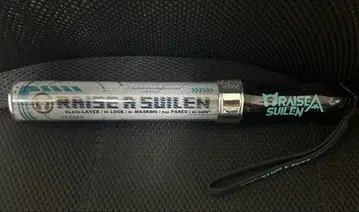 RAISE A SUILEN
Ba&Vo. LAYER / Gt. LOCK / Dr. MASKING / Key. PAREO / DJ. CHU²
RAISE A
SUILEN